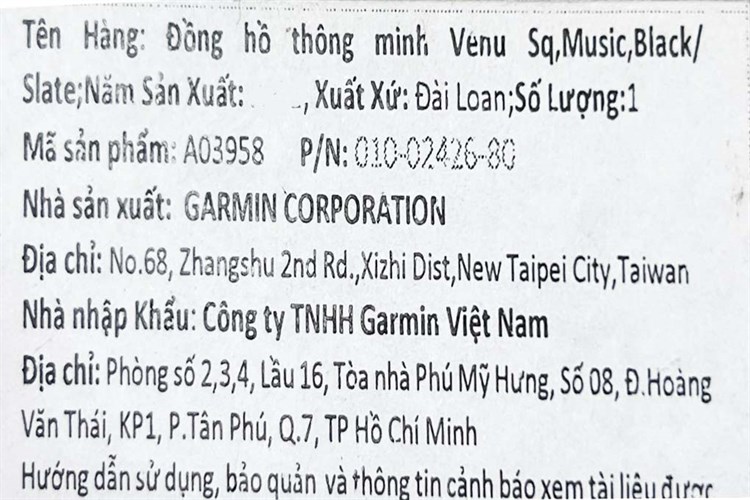 Tên Hàng: Đồng hồ thông minh Venu Sq,Music,Black/
Slate;Năm Sản Xuất: , Xuất Xứ: Đài Loan;Số Lượng:1
Mã sản phẩm: A03958 P/N: 010-02426-80
Nhà sản xuất: GARMIN CORPORATION
Địa chỉ: No.68, Zhangshu 2nd Rd.,Xizhi Dist,New Taipei City,Taiwan
Nhà nhập Khẩu: Công ty TNHH Garmin Việt Nam
Địa chỉ: Phòng số 2,3,4, Lầu 16, Tòa nhà Phú Mỹ Hưng, Số 08, Đ.Hoàng
Văn Thái, KP1, P.Tân Phú, Q.7, TP Hồ Chí Minh
Hướng dẫn sử dụng, bảo quản và thông tin cảnh báo xem tài liệu được